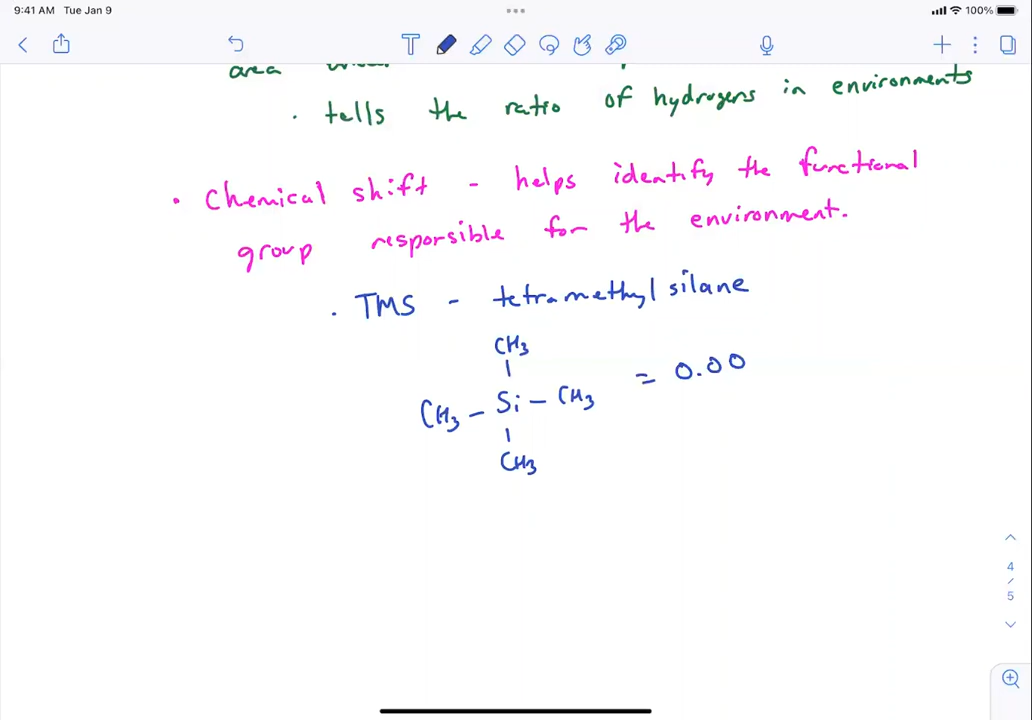 9:41 AM Tue Jan 9
100%
area
• tells the ratio of hydrogens in environments
• Chemical shift - helps identify the functional
group responsible for the environment.
• TMS - tetramethyl silane
CH3
|
CH3 - Si - CH3 = 0.00
|
CH3
4
/
5